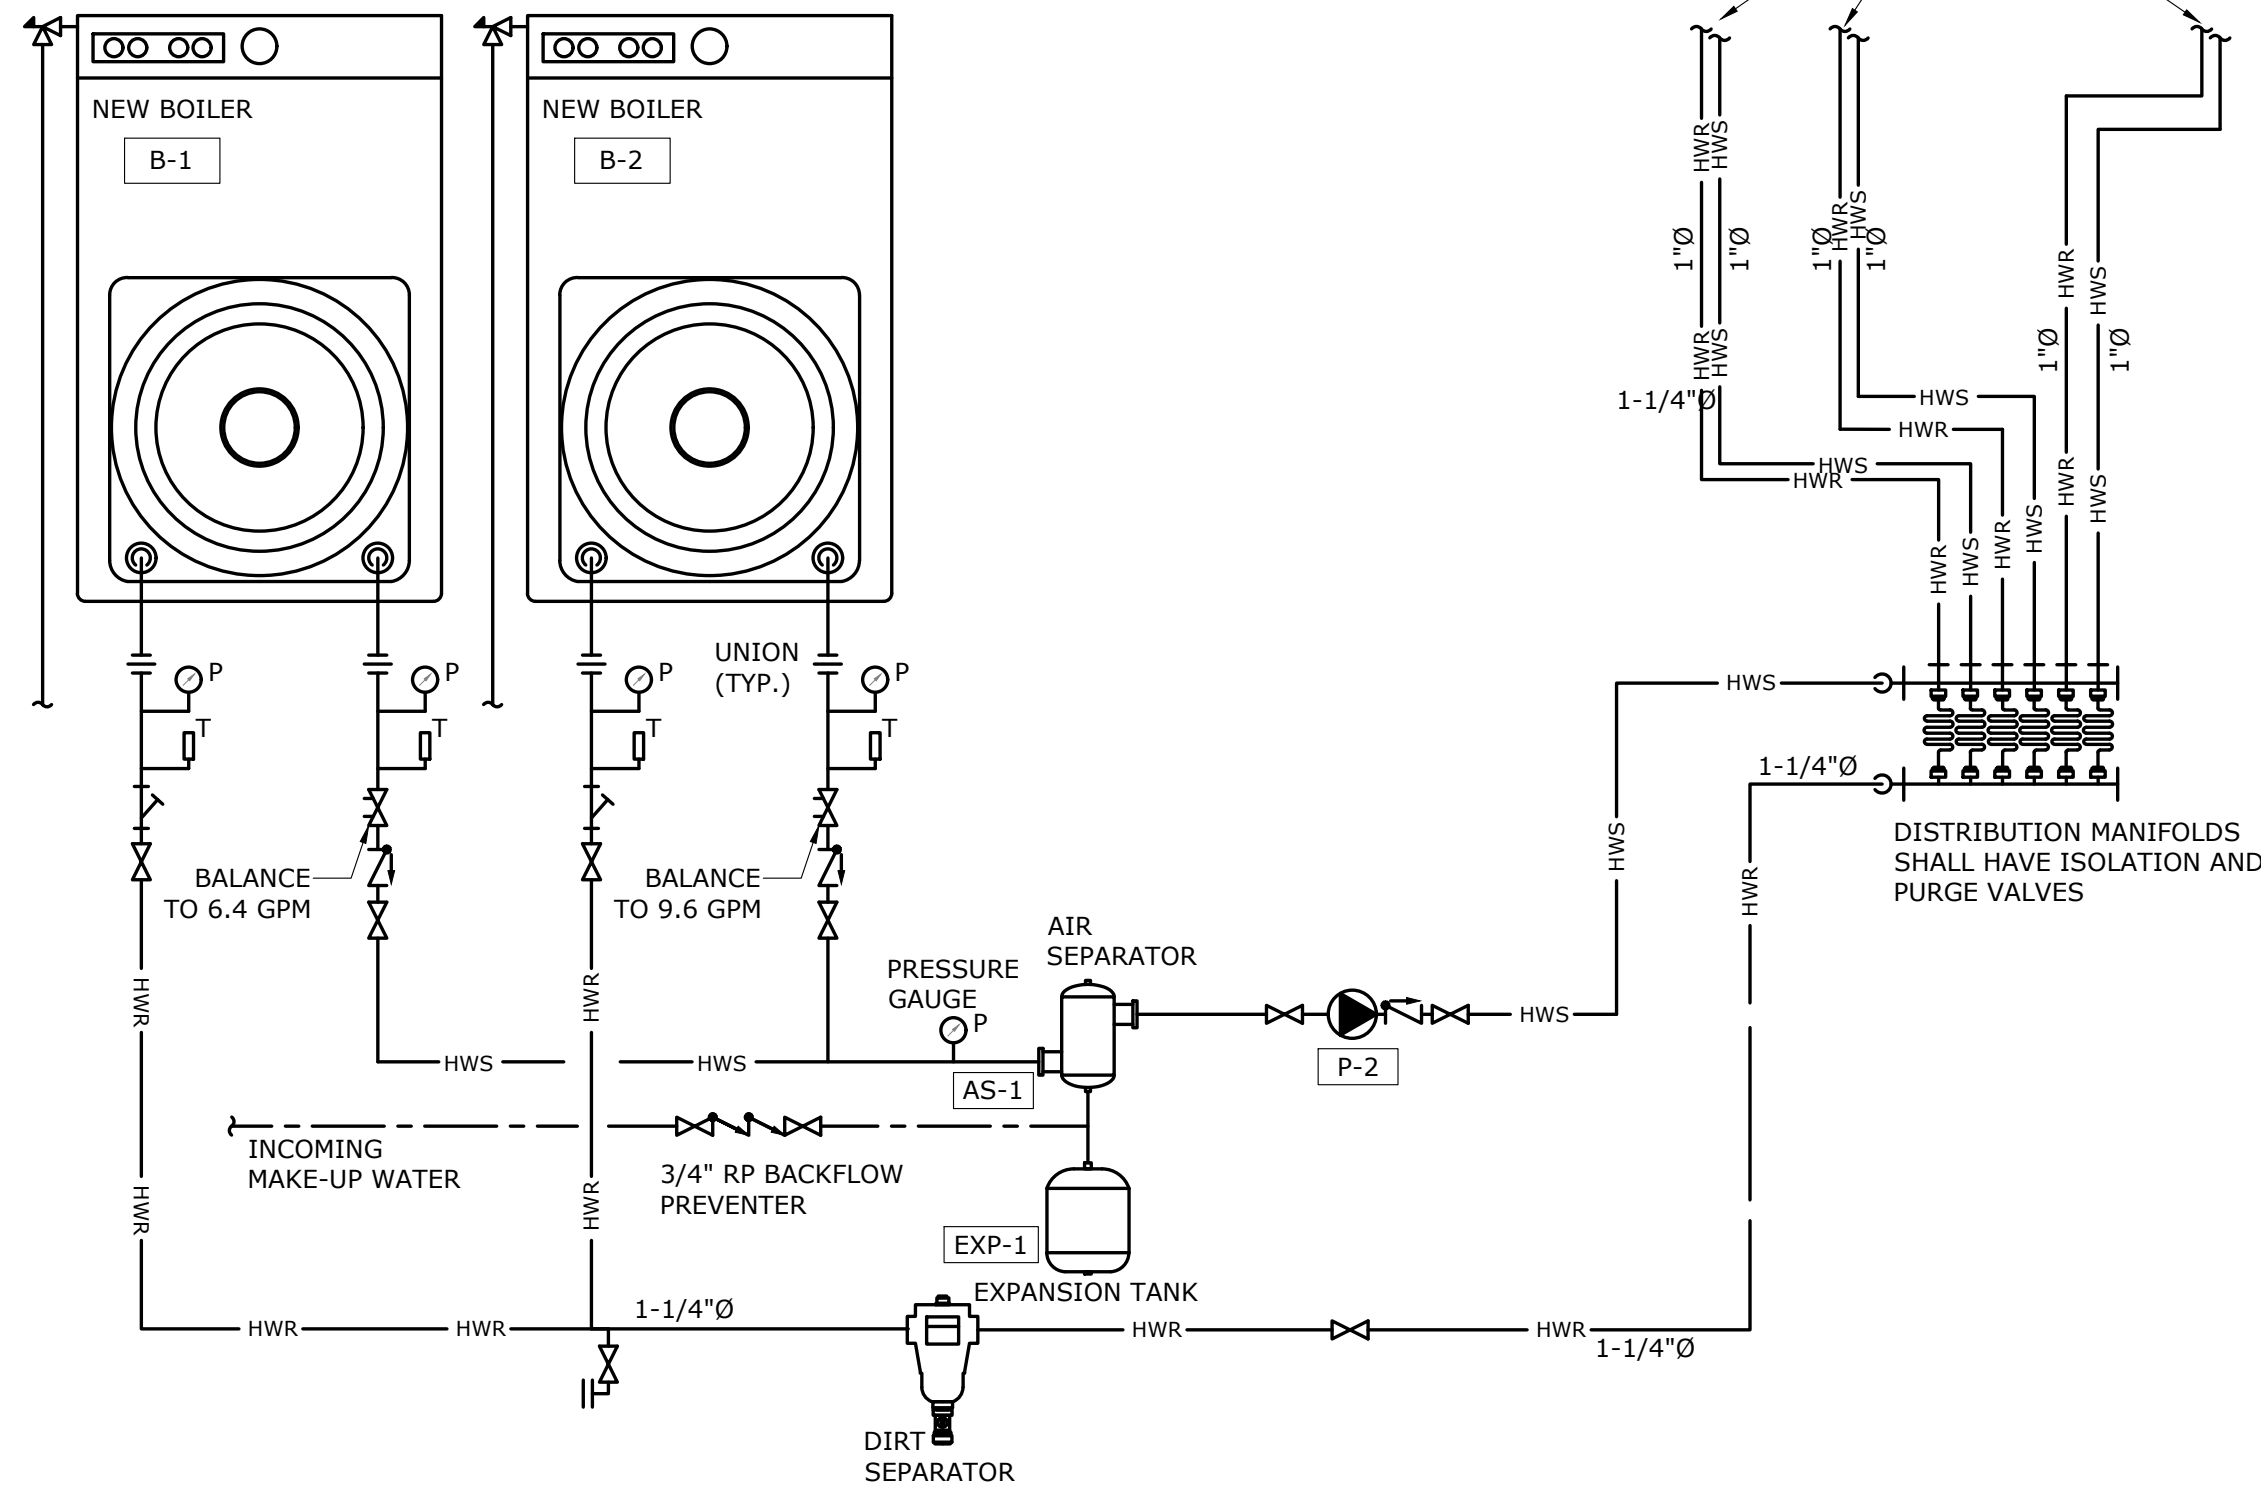 NEW BOILER
B-1
NEW BOILER
B-2
HWR
HWS
HWR
HWS
HWR
HWS
1"Ø
1"Ø
1"Ø
1"Ø
HWR
HWS
1"Ø
1"Ø
HWR
HWS
1-1/4"Ø
HWS
HWR
HWS
HWR
HWR
HWS
HWR
HWS
HWR
HWS
UNION
(TYP.)
P
P
P
P
T
T
T
T
HWS
1-1/4"Ø
DISTRIBUTION MANIFOLDS
SHALL HAVE ISOLATION AND
PURGE VALVES
HWS
HWR
BALANCE
TO 6.4 GPM
BALANCE
TO 9.6 GPM
AIR
SEPARATOR
PRESSURE
GAUGE
P
HWR
HWR
HWS
HWS
HWS
AS-1
P-2
INCOMING
MAKE-UP WATER
3/4" RP BACKFLOW
PREVENTER
HWR
HWR
EXP-1
EXPANSION TANK
1-1/4"Ø
HWR
HWR
HWR
HWR
1-1/4"Ø
DIRT
SEPARATOR